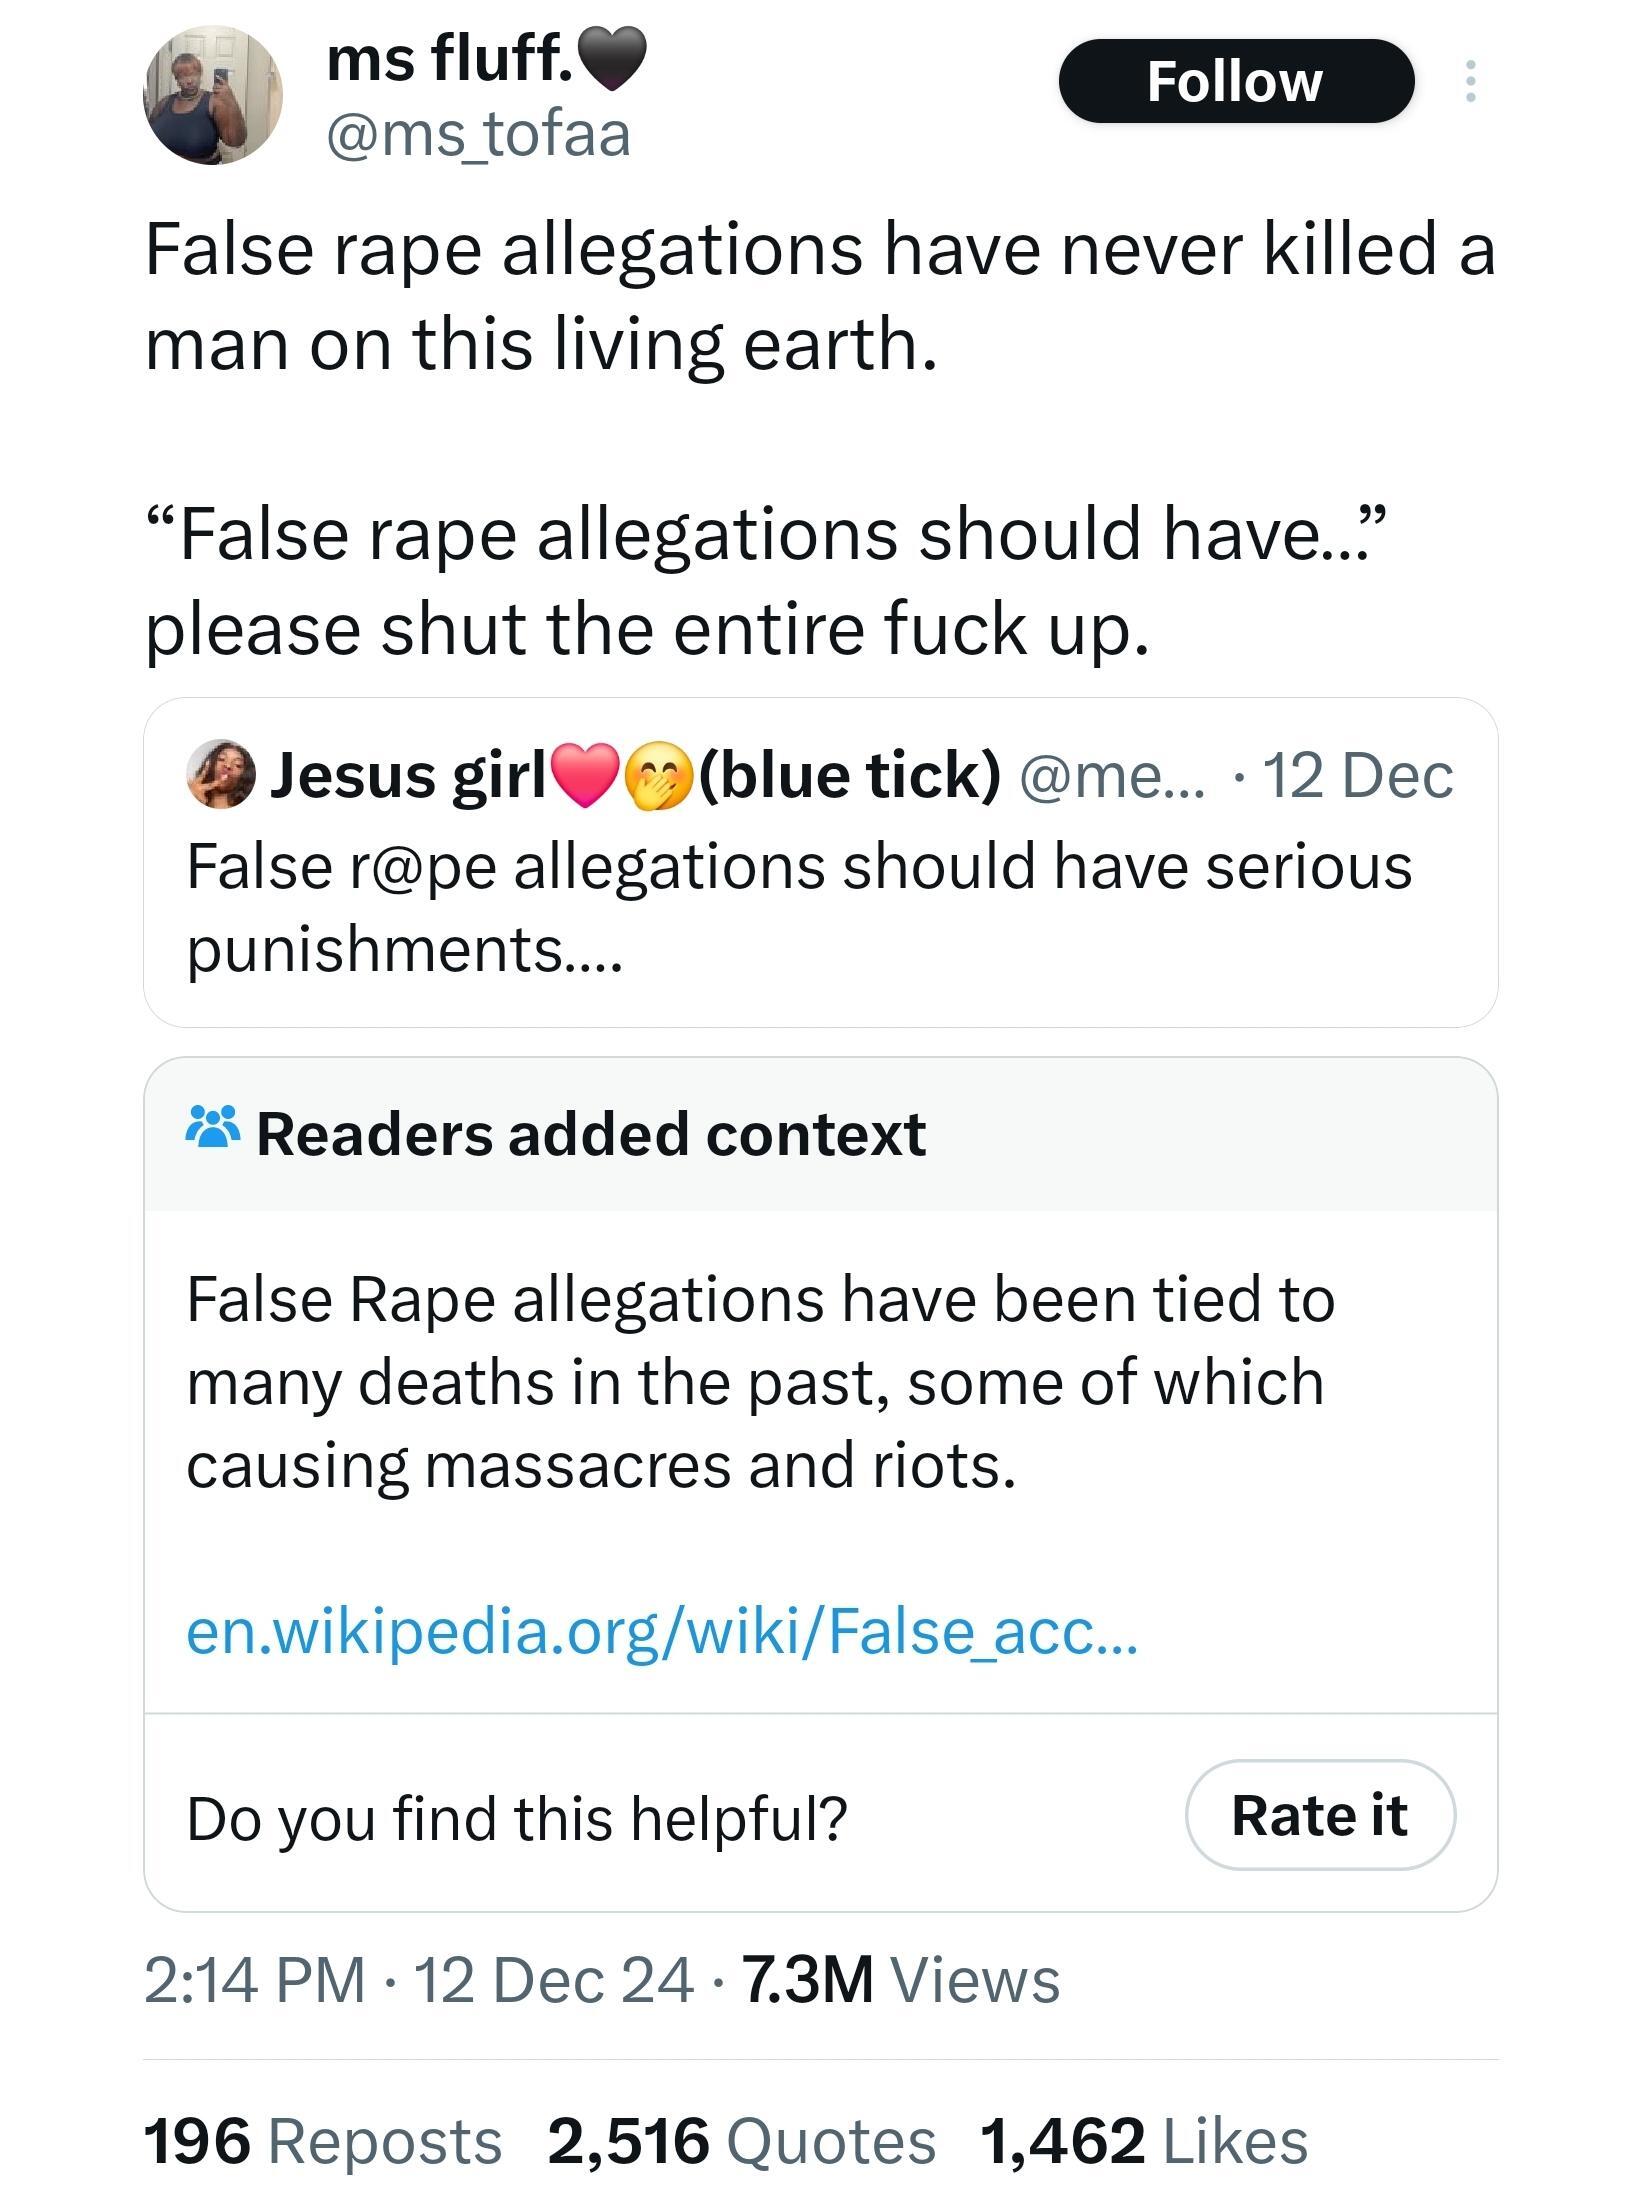 ms fluff.🖤
@ms_tofaa
Follow
False rape allegations have never killed a
man on this living earth.
“False rape allegations should have...”
please shut the entire fuck up.
Jesus girl❤️🤭(blue tick) @me... · 12 Dec
False r@pe allegations should have serious
punishments....
Readers added context
False Rape allegations have been tied to
many deaths in the past, some of which
causing massacres and riots.
en.wikipedia.org/wiki/False_acc...
Do you find this helpful?
Rate it
2:14 PM · 12 Dec 24 · 7.3M Views
196 Reposts 2,516 Quotes 1,462 Likes